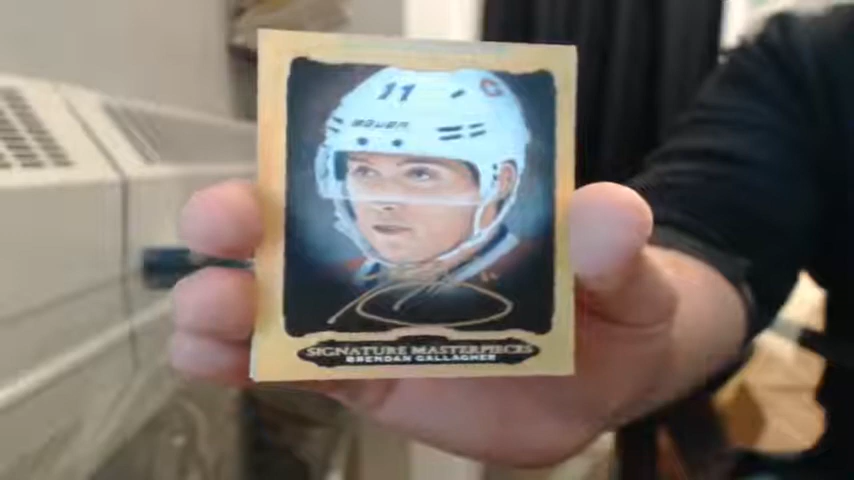 11
BAUER
SIGNATURE MASTERPIECES
BRENDAN GALLAGHER